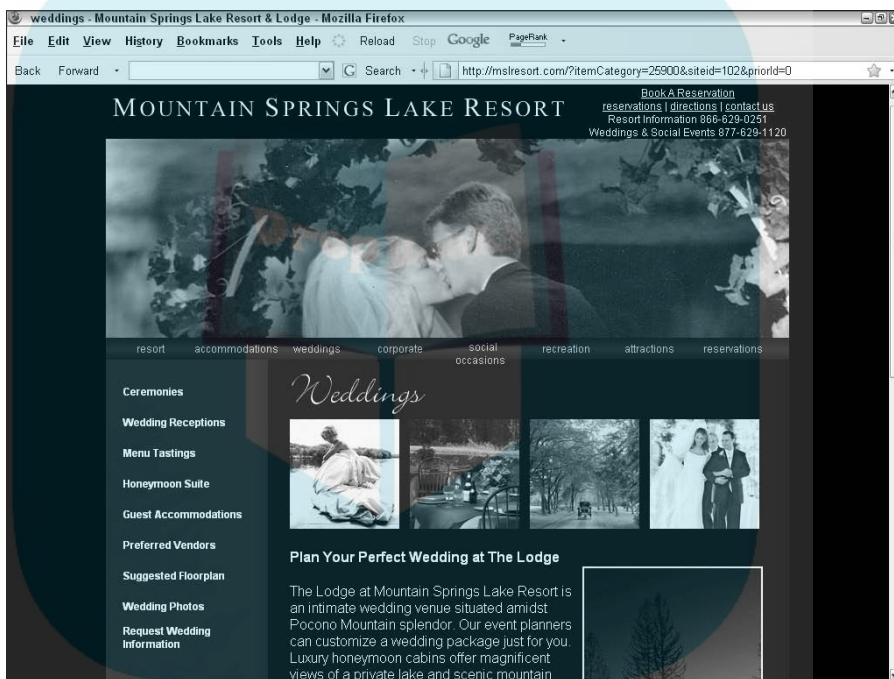 weddings - Mountain Springs Lake Resort & Lodge - Mozilla Firefox
File Edit View History Bookmarks Tools Help Reload Stop Google PageRank
Back Forward G Search http://mslresort.com/?itemCategory=25900&siteid=102&priorId=0
MOUNTAIN SPRINGS LAKE RESORT
Book A Reservation
reservations | directions | contact us
Resort Information 866-629-0251
Weddings & Social Events 877-629-1120
Drop
resort accommodations weddings corporate social occasions recreation attractions reservations
Ceremonies
Wedding Receptions
Menu Tastings
Honeymoon Suite
Guest Accommodations
Preferred Vendors
Suggested Floorplan
Wedding Photos
Request Wedding
Information
Weddings
Plan Your Perfect Wedding at The Lodge
The Lodge at Mountain Springs Lake Resort is
an intimate wedding venue situated amidst
Pocono Mountain splendor. Our event planners
can customize a wedding package just for you.
Luxury honeymoon cabins offer magnificent
views of a private lake and scenic mountain